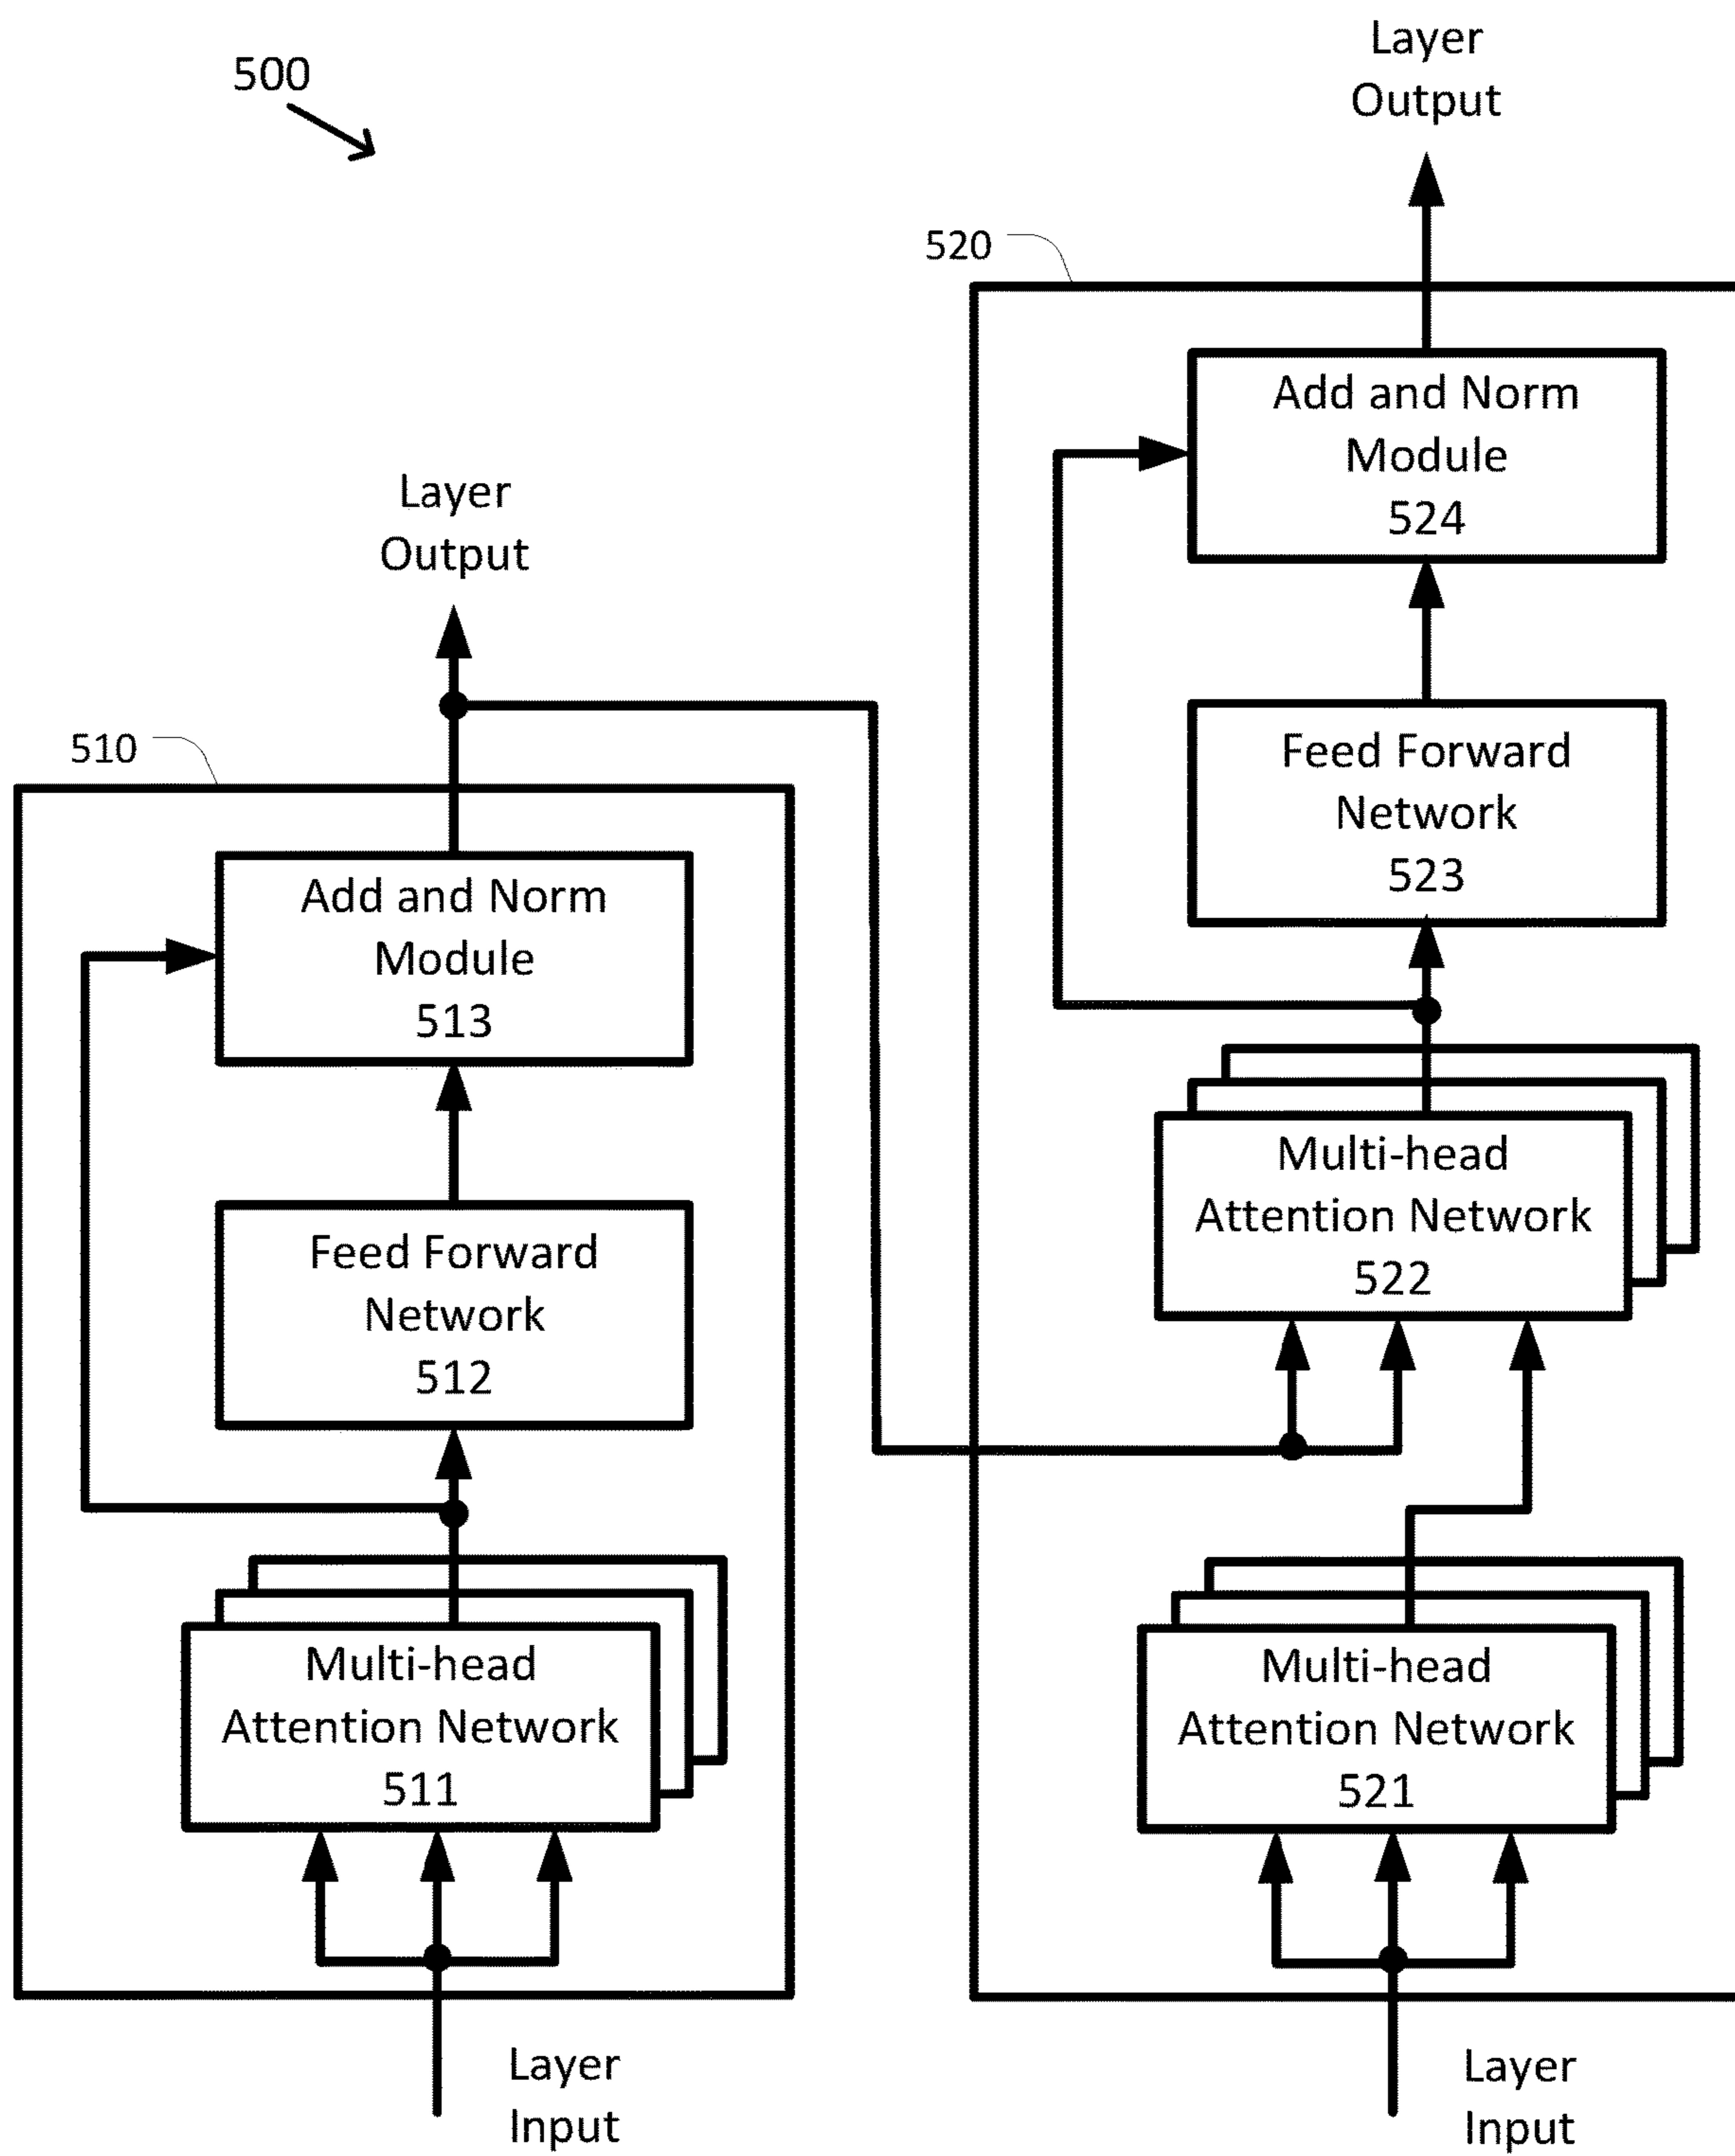 500
Layer
Output
510
Add and Norm
Module
513
Feed Forward
Network
512
Multi-head
Attention Network
511
Layer
Input
Layer
Output
520
Add and Norm
Module
524
Feed Forward
Network
523
Multi-head
Attention Network
522
Multi-head
Attention Network
521
Layer
Input